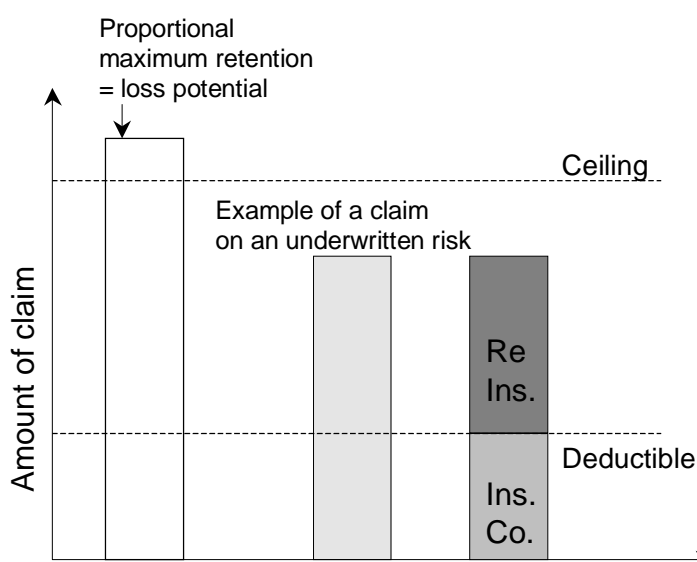 Proportional
maximum retention
= loss potential
Ceiling
Example of a claim
on an underwritten risk
Amount of claim
Re
Ins.
Deductible
Ins.
Co.